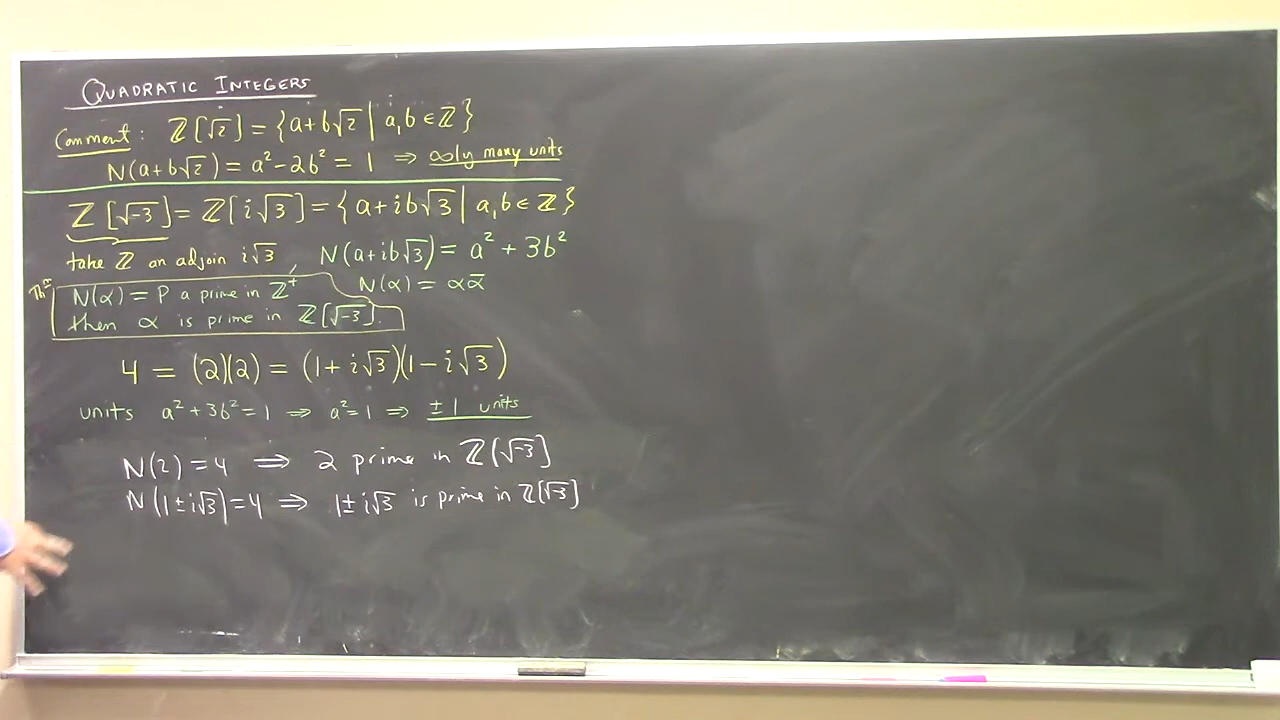 QUADRATIC INTEGERS
Comment: ℤ[√2] = {a+b√2 | a,b ∈ ℤ}
N(a+b√2) = a² - 2b² = 1 ⇒ ∞ly many units
ℤ[√-3] = ℤ[i√3] = {a+ib√3 | a,b ∈ ℤ}
take ℤ an adjoin i√3, N(a+ib√3) = a² + 3b²
Thm N(α) = P a prime in ℤ⁺ N(α) = αᾱ
then α is prime in ℤ[√-3].
4 = (2)(2) = (1+i√3)(1-i√3)
units a²+3b²=1 ⇒ a²=1 ⇒ ±1 units
N(2) = 4 ⇒ 2 prime in ℤ[√-3]
N(1±i√3)=4 ⇒ 1±i√3 is prime in ℤ[√-3]